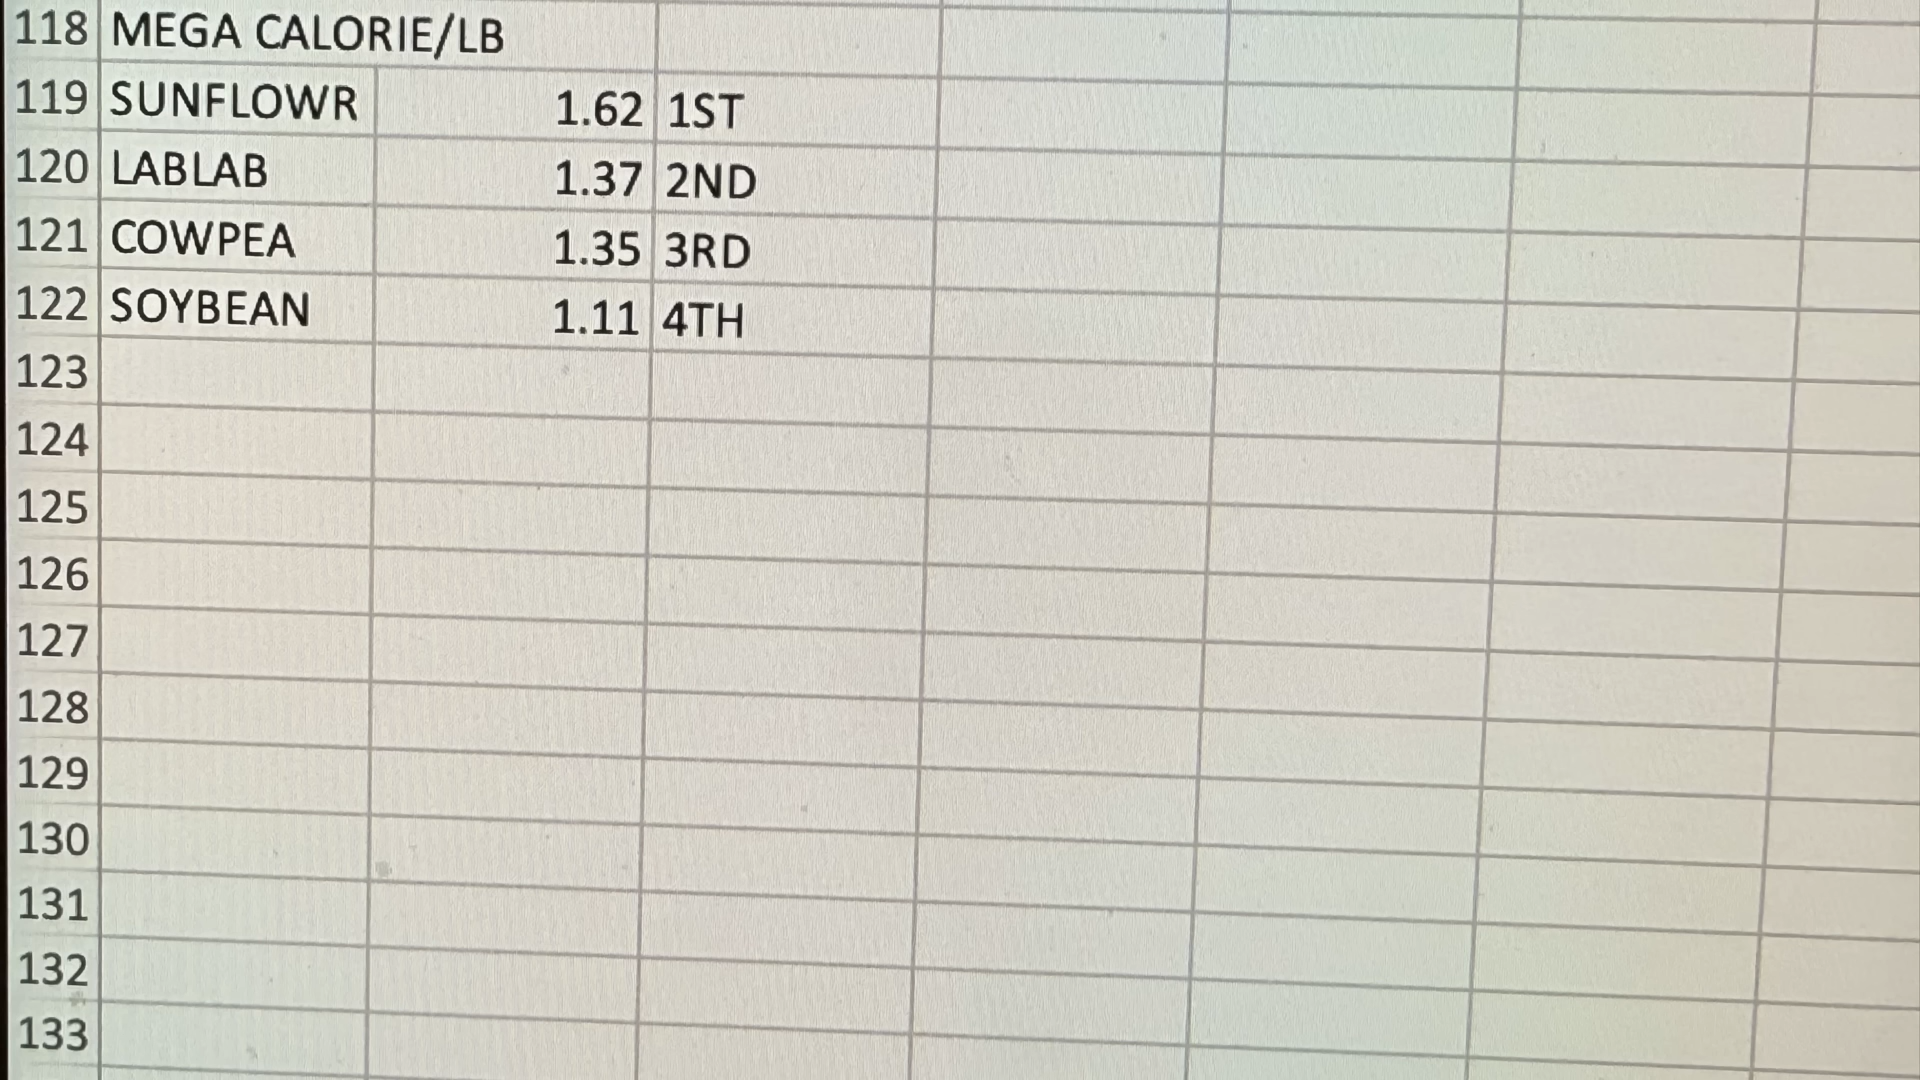 118 MEGA CALORIE/LB
119 SUNFLOWR 1.62 1ST
120 LABLAB 1.37 2ND
121 COWPEA 1.35 3RD
122 SOYBEAN 1.11 4TH
123
124
125
126
127
128
129
130
131
132
133